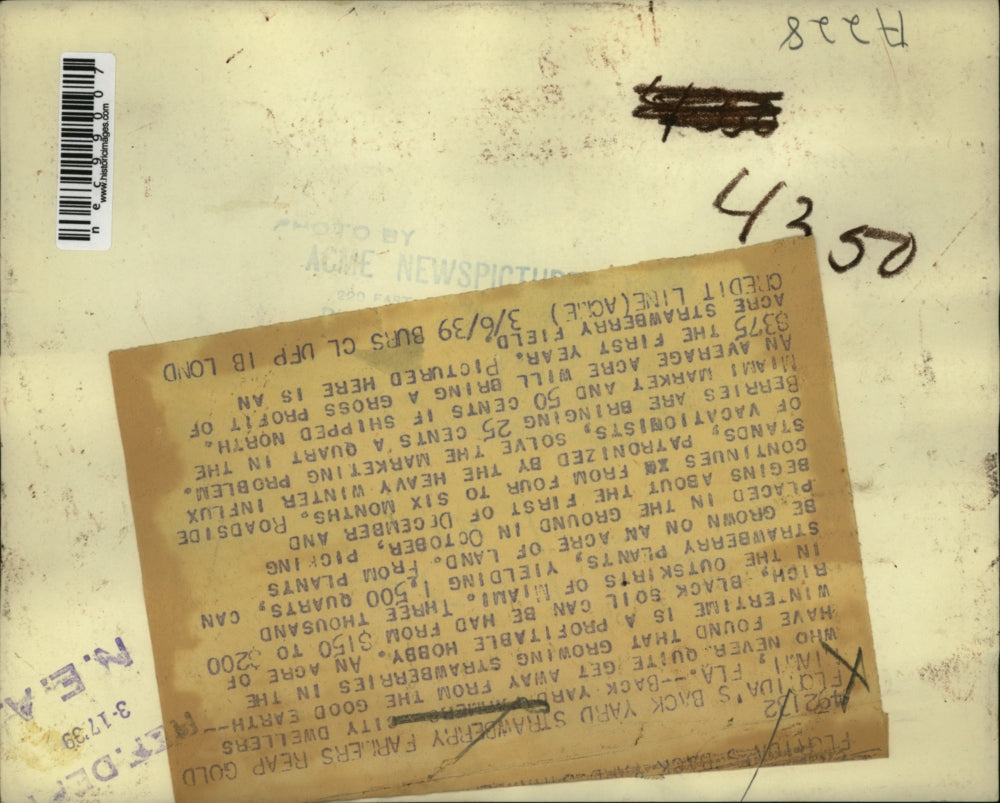 A228
4350
nec99007
www.historicimages.com
PHOTO BY
ACME NEWSPICTURES
220 EAST
492132
FLORIDA'S BACK YARD STRAWBERRY FARMERS REAP GOLD
MIAMI, FLA.--BACK YARD CITY DWELLERS
WHO NEVER QUITE GET AWAY FROM THE GOOD EARTH--
HAVE FOUND THAT GROWING STRAWBERRIES IN THE
WINTERTIME IS A PROFITABLE HOBBY. AN ACRE OF
RICH, BLACK SOIL CAN BE HAD FROM $150 TO $200
IN THE OUTSKIRTS OF MIAMI. THREE THOUSAND
STRAWBERRY PLANTS, YIELDING 1,500 QUARTS, CAN
BE GROWN ON AN ACRE OF LAND. FROM PLANTS
PLACED IN THE GROUND IN OCTOBER, PICKING
BEGINS ABOUT THE FIRST OF DECEMBER AND
CONTINUES FROM FOUR TO SIX MONTHS. ROADSIDE
STANDS, PATRONIZED BY THE HEAVY WINTER INFLUX
OF VACATIONISTS, SOLVE THE MARKETING PROBLEM.
BERRIES ARE BRINGING 25 CENTS A QUART IN THE
MIAMI MARKET AND 50 CENTS IF SHIPPED NORTH.
AN AVERAGE ACRE WILL BRING A GROSS PROFIT OF
$375 THE FIRST YEAR. PICTURED HERE IS AN
ACRE STRAWBERRY FIELD.
CREDIT LINE(ACME) 3/6/39 BURS CL UFP IB LOND
N.E.A.
3-17'39
REF. DEPT